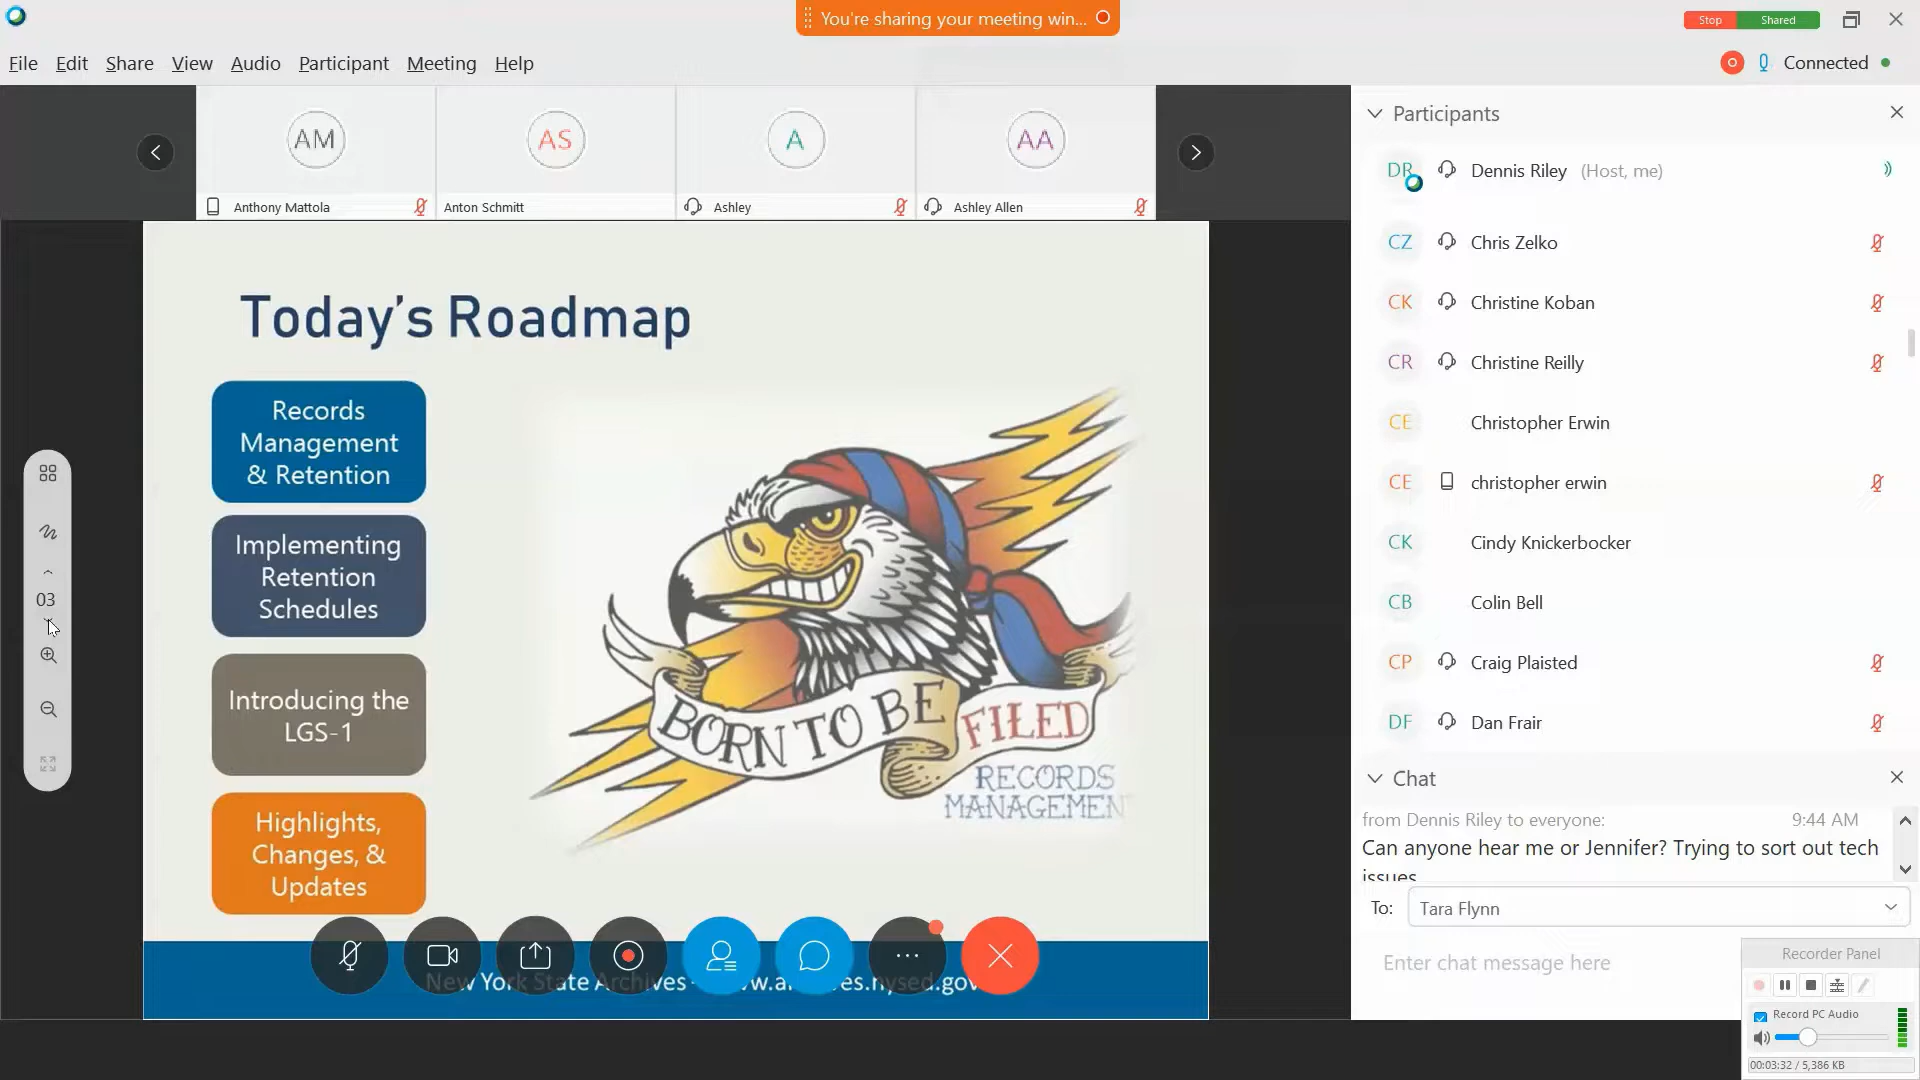 You're sharing your meeting win...
Stop
Shared
File
Edit
Share
View
Audio
Participant
Meeting
Help
Connected
AM
Anthony Mattola
AS
Anton Schmitt
A
Ashley
AA
Ashley Allen
Today's Roadmap
Records
Management
& Retention
Implementing
Retention
Schedules
Introducing the
LGS-1
Highlights,
Changes, &
Updates
BORN TO BE FILED
RECORDS
MANAGEMEN
03
New York State Archives
Participants
DR
Dennis Riley (Host, me)
CZ
Chris Zelko
CK
Christine Koban
CR
Christine Reilly
CE
Christopher Erwin
CE
christopher erwin
CK
Cindy Knickerbocker
CB
Colin Bell
CP
Craig Plaisted
DF
Dan Frair
Chat
from Dennis Riley to everyone: 9:44 AM
Can anyone hear me or Jennifer? Trying to sort out tech
issues
To: Tara Flynn
Enter chat message here
Recorder Panel
Record PC Audio
00:03:32 / 5,386 KB